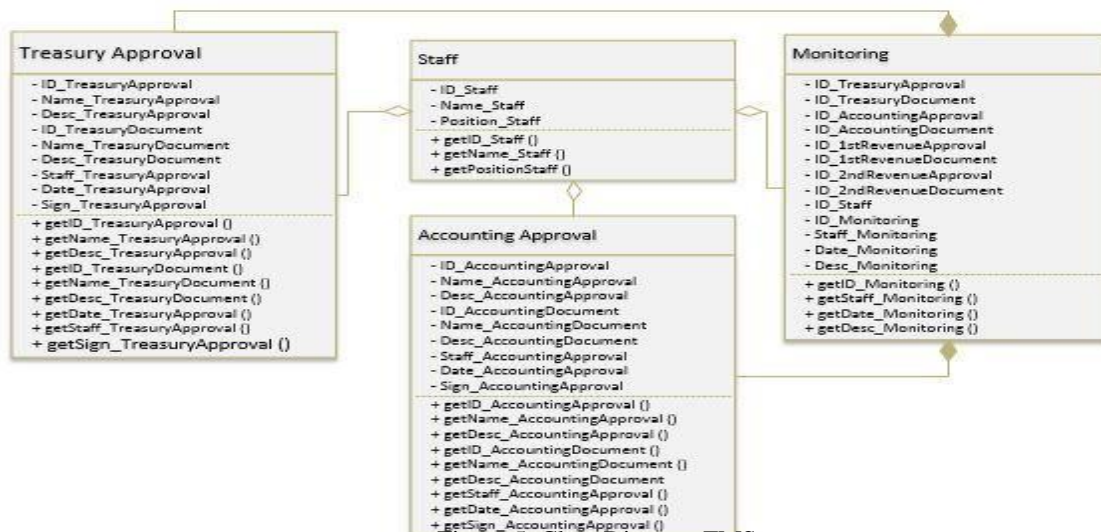 Treasury Approval
- ID_TreasuryApproval
- Name_TreasuryApproval
- Desc_TreasuryApproval
- ID_TreasuryDocument
- Name_TreasuryDocument
- Desc_TreasuryDocument
- Staff_TreasuryApproval
- Date_TreasuryApproval
- Sign_TreasuryApproval
+ getID_TreasuryApproval ()
+ getName_TreasuryApproval ()
+ getDesc_TreasuryApproval ()
+ getID_TreasuryDocument ()
+ getName_TreasuryDocument ()
+ getDesc_TreasuryDocument ()
+ getDate_TreasuryApproval ()
+ getStaff_TreasuryApproval ()
+ getSign_TreasuryApproval ()
Staff
- ID_Staff
- Name_Staff
- Position_Staff
+ getID_Staff ()
+ getName_Staff ()
+ getPositionStaff ()
Accounting Approval
- ID_AccountingApproval
- Name_AccountingApproval
- Desc_AccountingApproval
- ID_AccountingDocument
- Name_AccountingDocument
- Desc_AccountingDocument
- Staff_AccountingApproval
- Date_AccountingApproval
- Sign_AccountingApproval
+ getID_AccountingApproval ()
+ getName_AccountingApproval ()
+ getDesc_AccountingApproval ()
+ getID_AccountingDocument ()
+ getName_AccountingDocument ()
+ getDesc_AccountingDocument
+ getStaff_AccountingApproval ()
+ getDate_AccountingApproval ()
+ getSign_AccountingApproval ()
Monitoring
- ID_TreasuryApproval
- ID_TreasuryDocument
- ID_AccountingApproval
- ID_AccountingDocument
- ID_1stRevenueApproval
- ID_1stRevenueDocument
- ID_2ndRevenueApproval
- ID_2ndRevenueDocument
- ID_Staff
- ID_Monitoring
- Staff_Monitoring
- Date_Monitoring
- Desc_Monitoring
+ getID_Monitoring ()
+ getStaff_Monitoring ()
+ getDate_Monitoring ()
+ getDesc_Monitoring ()